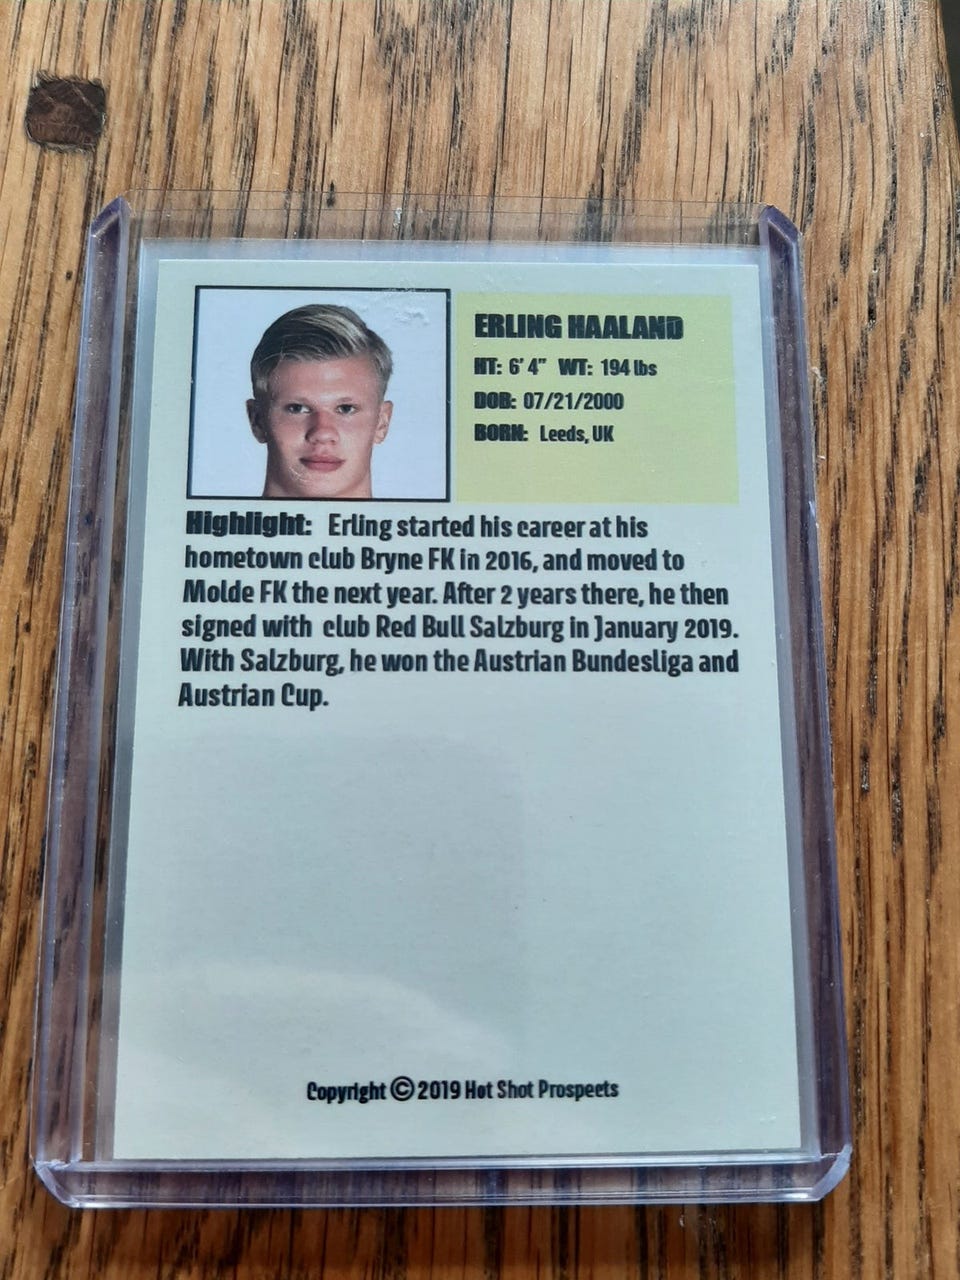 ERLING HAALAND
HT: 6' 4" WT: 194 lbs
DOB: 07/21/2000
BORN: Leeds, UK
Highlight: Erling started his career at his
hometown club Bryne FK in 2016, and moved to
Molde FK the next year. After 2 years there, he then
signed with club Red Bull Salzburg in January 2019.
With Salzburg, he won the Austrian Bundesliga and
Austrian Cup.
Copyright © 2019 Hot Shot Prospects